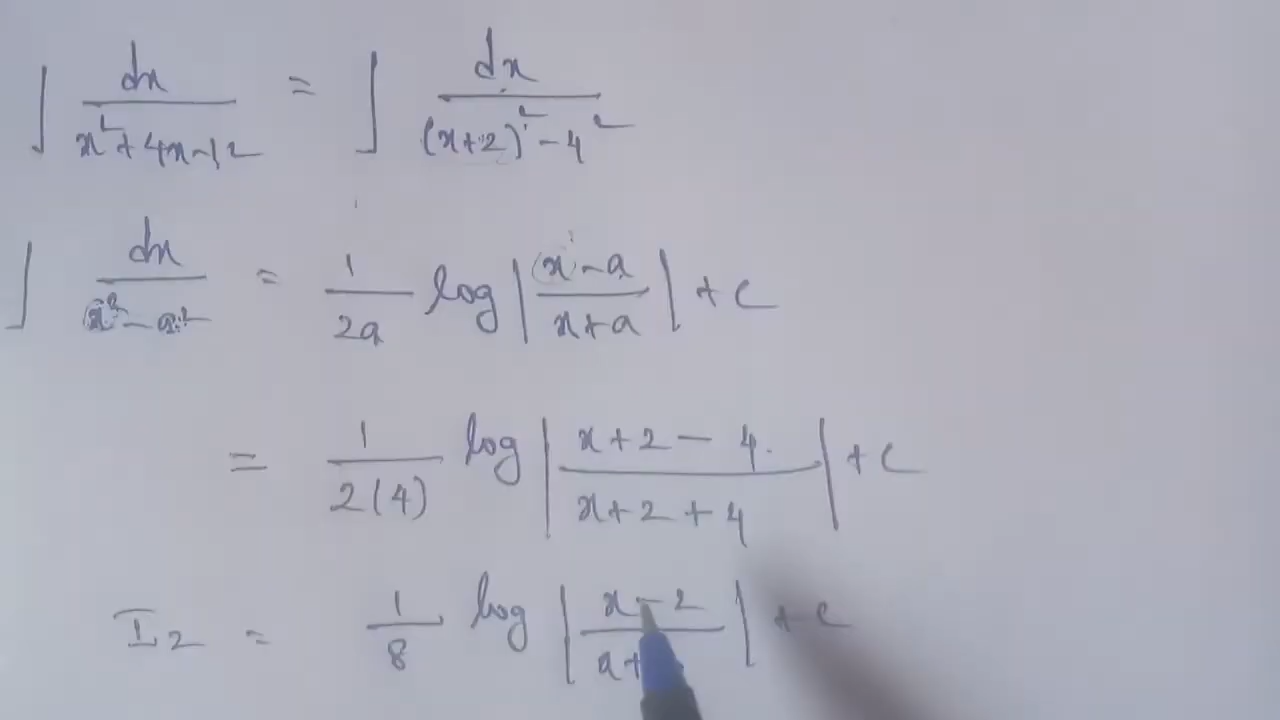 ∫ dx / (x² + 4x - 12) = ∫ dx / ((x+2)² - 4²)
∫ dx / (x² - a²) = 1/(2a) log |(x - a)/(x + a)| + c
= 1/(2(4)) log |(x + 2 - 4)/(x + 2 + 4)| + c
I2 = 1/8 log |(x - 2)/(x+ | + c